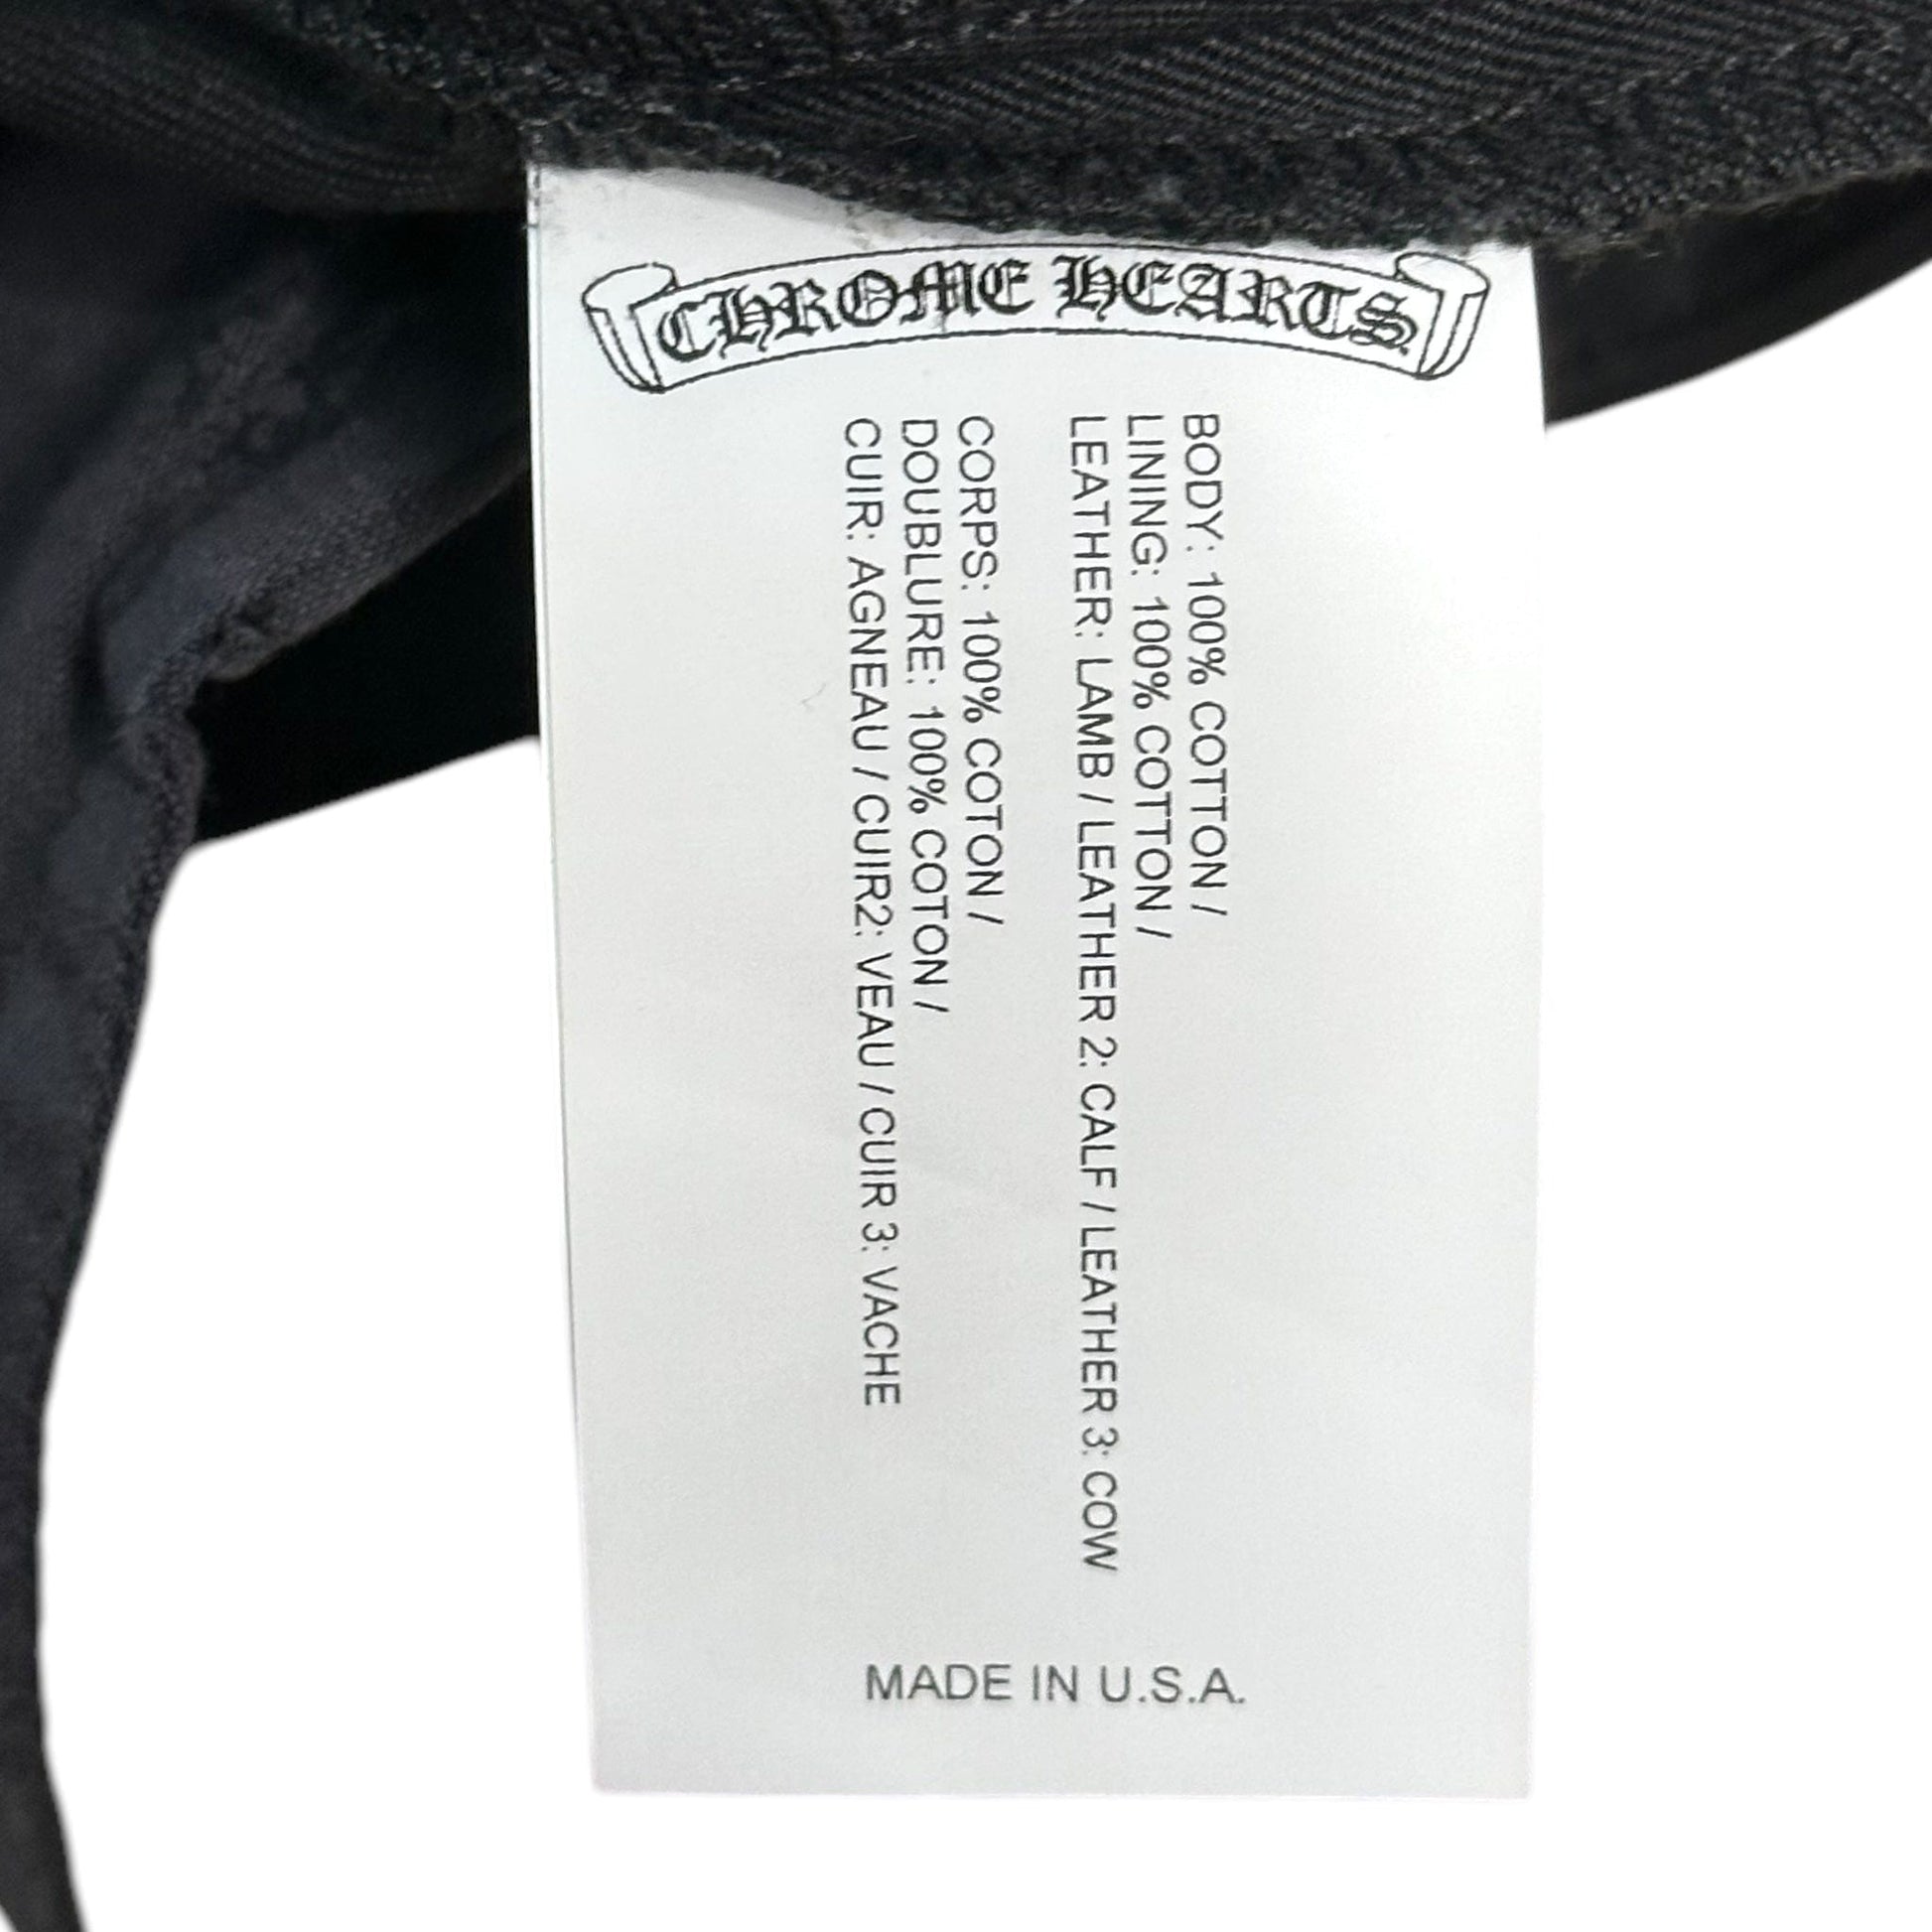 CHROME HEARTS
BODY: 100% COTTON /
LINING: 100% COTTON /
LEATHER: LAMB / LEATHER 2: CALF / LEATHER 3: COW
CORPS: 100% COTON /
DOUBLURE: 100% COTON /
CUIR: AGNEAU / CUIR2: VEAU / CUIR 3: VACHE
MADE IN U.S.A.